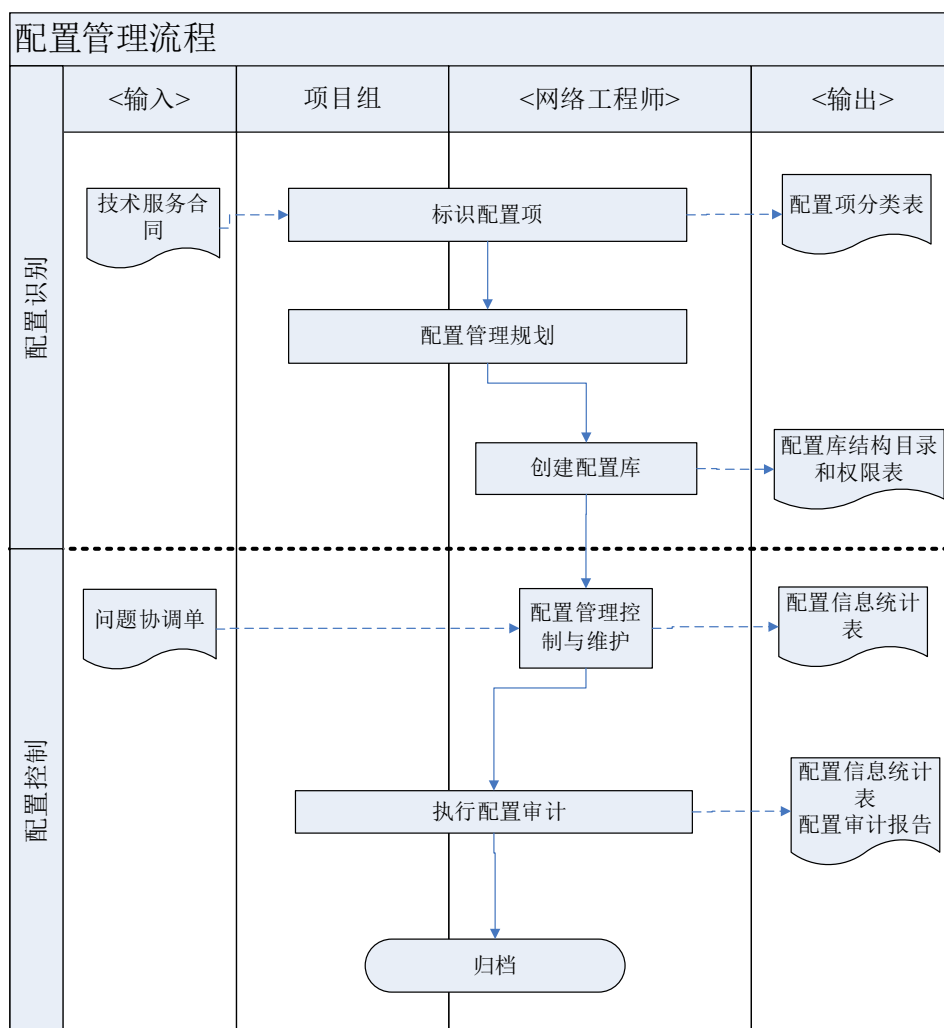 配置管理流程
<输入>
项目组
<网络工程师>
<输出>
配置识别
技术服务合
同
标识配置项
配置项分类表
配置管理规划
创建配置库
配置库结构目录
和权限表
配置控制
问题协调单
配置管理控
制与维护
配置信息统计
表
执行配置审计
配置信息统计
表
配置审计报告
归档